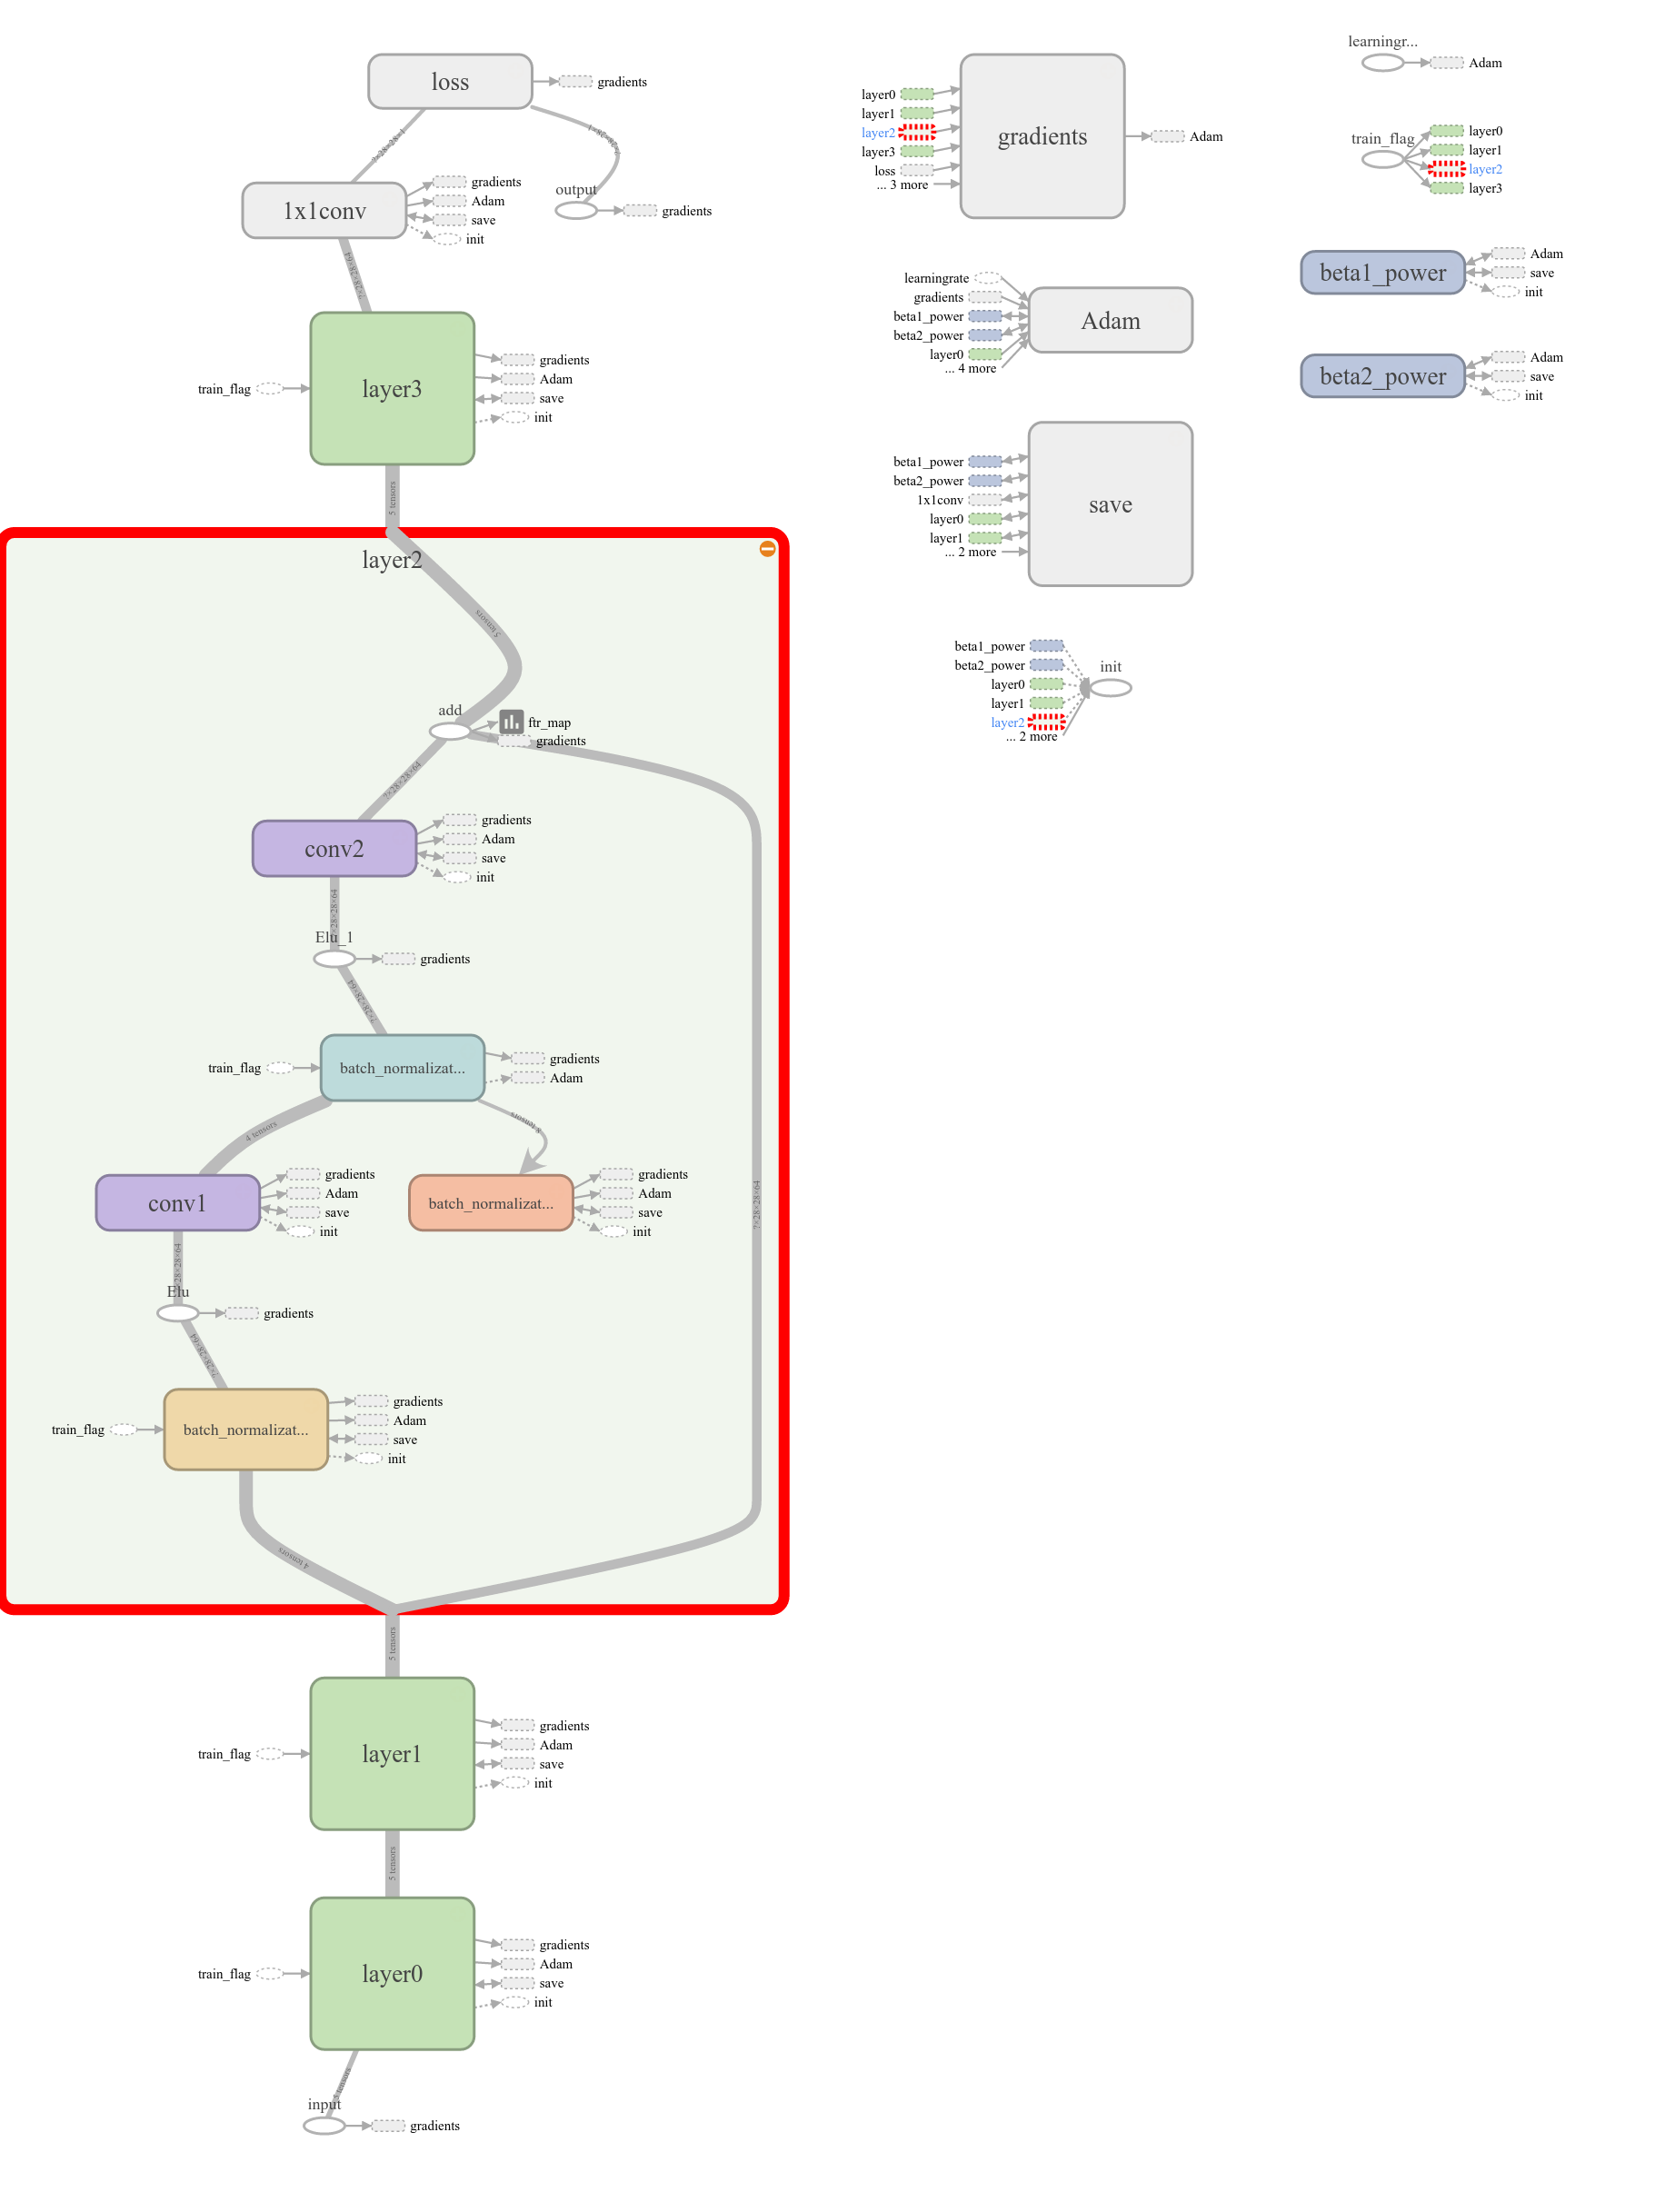 loss
gradients
?×28×28×1
?×28×28×1
1x1conv
gradients
Adam
save
init
output
gradients
?×28×28×64
layer3
train_flag
gradients
Adam
save
init
5 tensors
layer2
5 tensors
add
ftr_map
gradients
?×28×28×64
conv2
gradients
Adam
save
init
?×28×28×64
Elu_1
gradients
?×28×28×64
batch_normalizat...
train_flag
gradients
Adam
4 tensors
conv1
gradients
Adam
save
init
batch_normalizat...
gradients
Adam
save
init
?×28×28×64
?×28×28×64
Elu
gradients
?×28×28×64
batch_normalizat...
train_flag
gradients
Adam
save
init
4 tensors
5 tensors
layer1
train_flag
gradients
Adam
save
init
5 tensors
layer0
train_flag
gradients
Adam
save
init
tensors
input
gradients
layer0
layer1
layer2
layer3
loss
... 3 more
gradients
Adam
learningrate
gradients
beta1_power
beta2_power
layer0
... 4 more
Adam
beta1_power
beta2_power
1x1conv
layer0
layer1
... 2 more
save
beta1_power
beta2_power
layer0
layer1
layer2
... 2 more
init
learningr...
Adam
train_flag
layer0
layer1
layer2
layer3
beta1_power
Adam
save
init
beta2_power
Adam
save
init